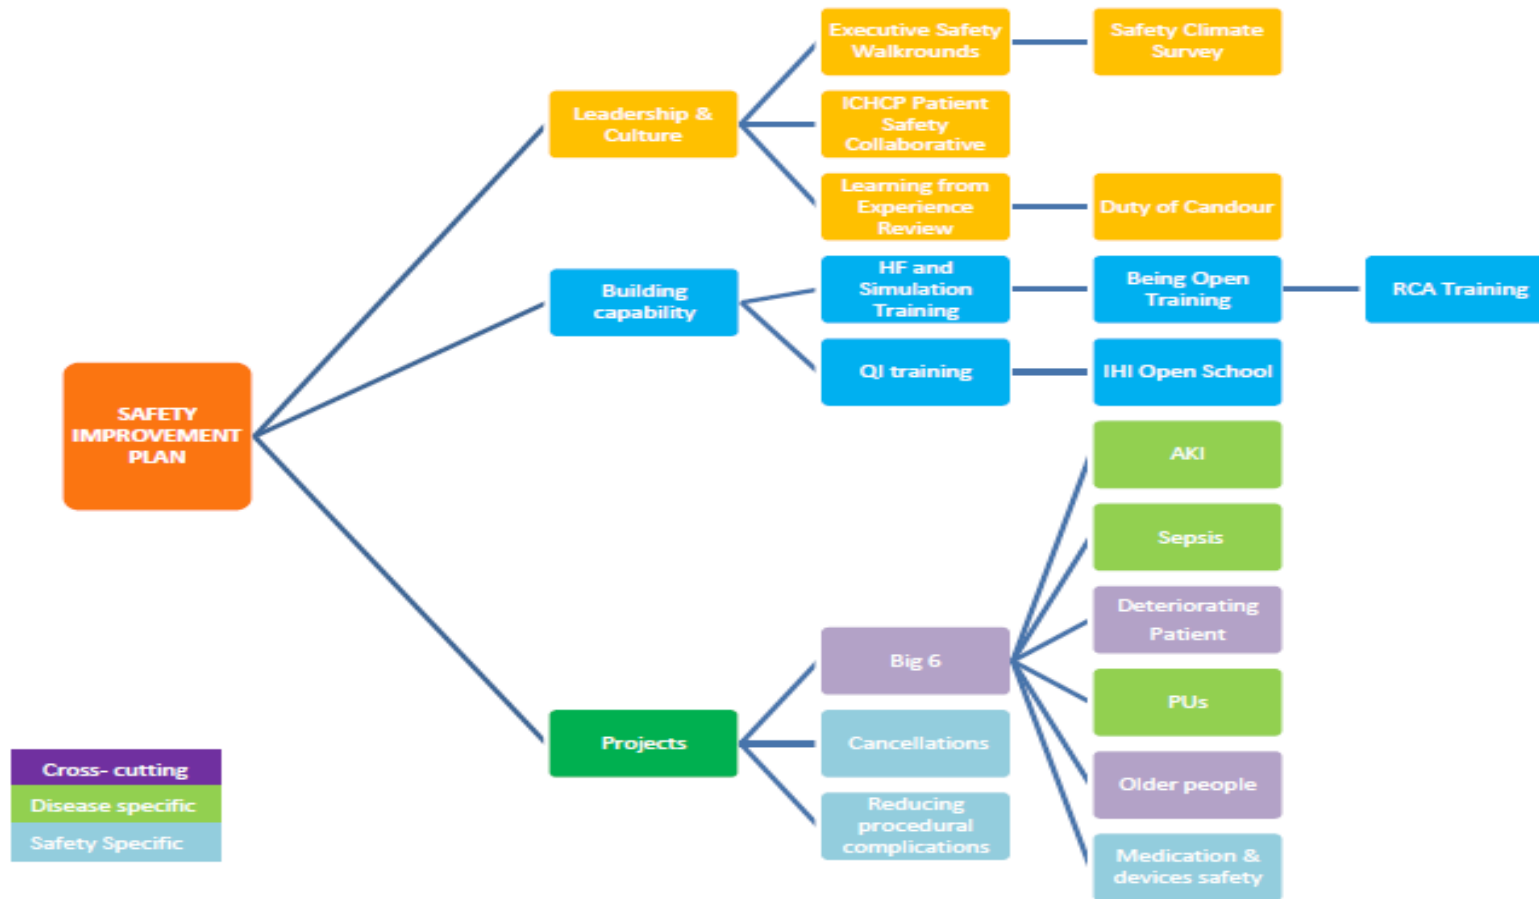 Executive Safety
Walkrounds
Safety Climate
Survey
Leadership &
Culture
ICHCP Patient
Safety
Collaborative
Learning from
Experience
Review
Duty of Candour
Building
capability
HF and
Simulation
Training
Being Open
Training
RCA Training
QI training
IHI Open School
SAFETY
IMPROVEMENT
PLAN
AKI
Sepsis
Deteriorating
Patient
Big 6
PUs
Projects
Cancellations
Older people
Reducing
procedural
complications
Medication &
devices safety
Cross- cutting
Disease specific
Safety Specific